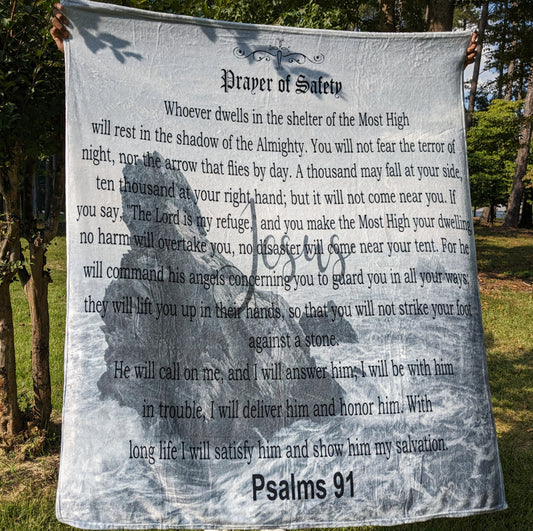 Prayer of Safety
Whoever dwells in the shelter of the Most High
will rest in the shadow of the Almighty. You will not fear the terror of
night, nor the arrow that flies by day. A thousand may fall at your side,
ten thousand at your right hand; but it will not come near you. If
you say, "The Lord is my refuge, and you make the Most High your dwelling
no harm will overtake you, no disaster will come near your tent. For he
will command his angels concerning you to guard you in all your ways;
they will lift you up in their hands, so that you will not strike your foot
against a stone.
Jesus
He will call on me, and I will answer him; I will be with him
in trouble, I will deliver him and honor him. With
long life I will satisfy him and show him my salvation.
Psalms 91